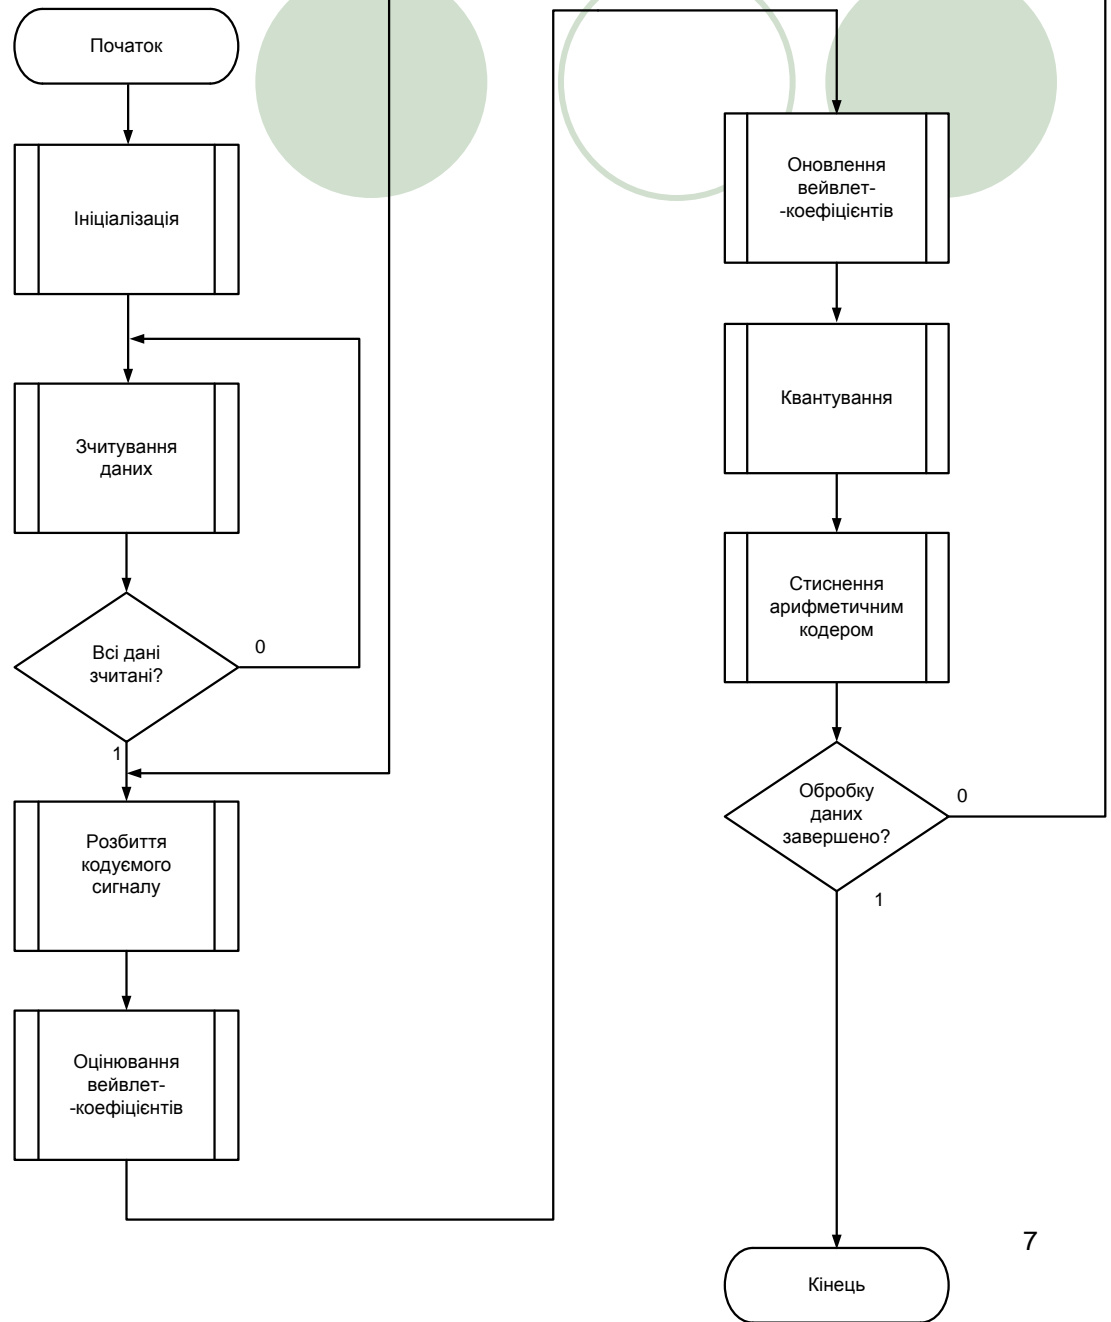 Початок
Ініціалізація
Зчитування
даних
Всі дані
зчитані?
0
1
Розбиття
кодуємого
сигналу
Оцінювання
вейвлет-
-коефіцієнтів
Оновлення
вейвлет-
-коефіцієнтів
Квантування
Стиснення
арифметичним
кодером
Обробку
даних
завершено?
0
1
Кінець
7